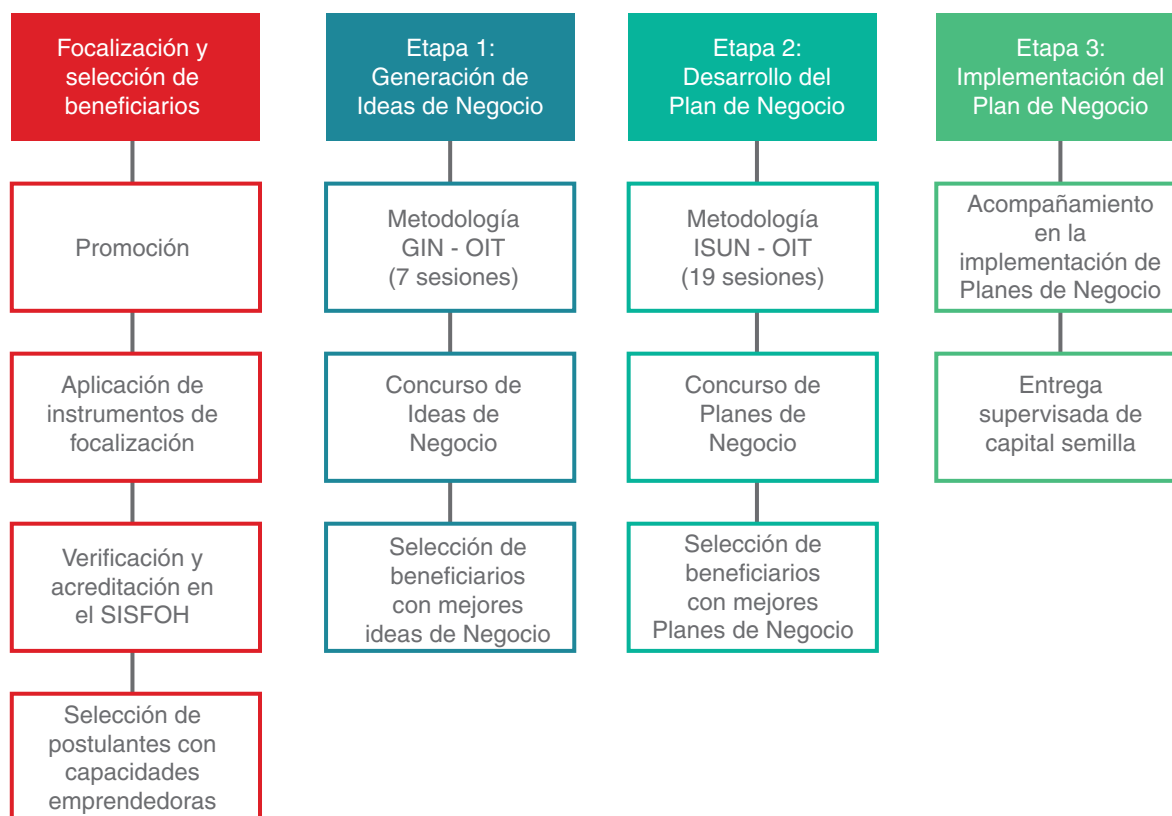 Focalización y
selección de
beneficiarios
Promoción
Aplicación de
instrumentos de
focalización
Verificación y
acreditación en
el SISFOH
Selección de
postulantes con
capacidades
emprendedoras
Etapa 1:
Generación de
Ideas de Negocio
Metodología
GIN - OIT
(7 sesiones)
Concurso de
Ideas de
Negocio
Selección de
beneficiarios
con mejores
ideas de Negocio
Etapa 2:
Desarrollo del
Plan de Negocio
Metodología
ISUN - OIT
(19 sesiones)
Concurso de
Planes de
Negocio
Selección de
beneficiarios
con mejores
Planes de Negocio
Etapa 3:
Implementación del
Plan de Negocio
Acompañamiento
en la
implementación de
Planes de Negocio
Entrega
supervisada de
capital semilla